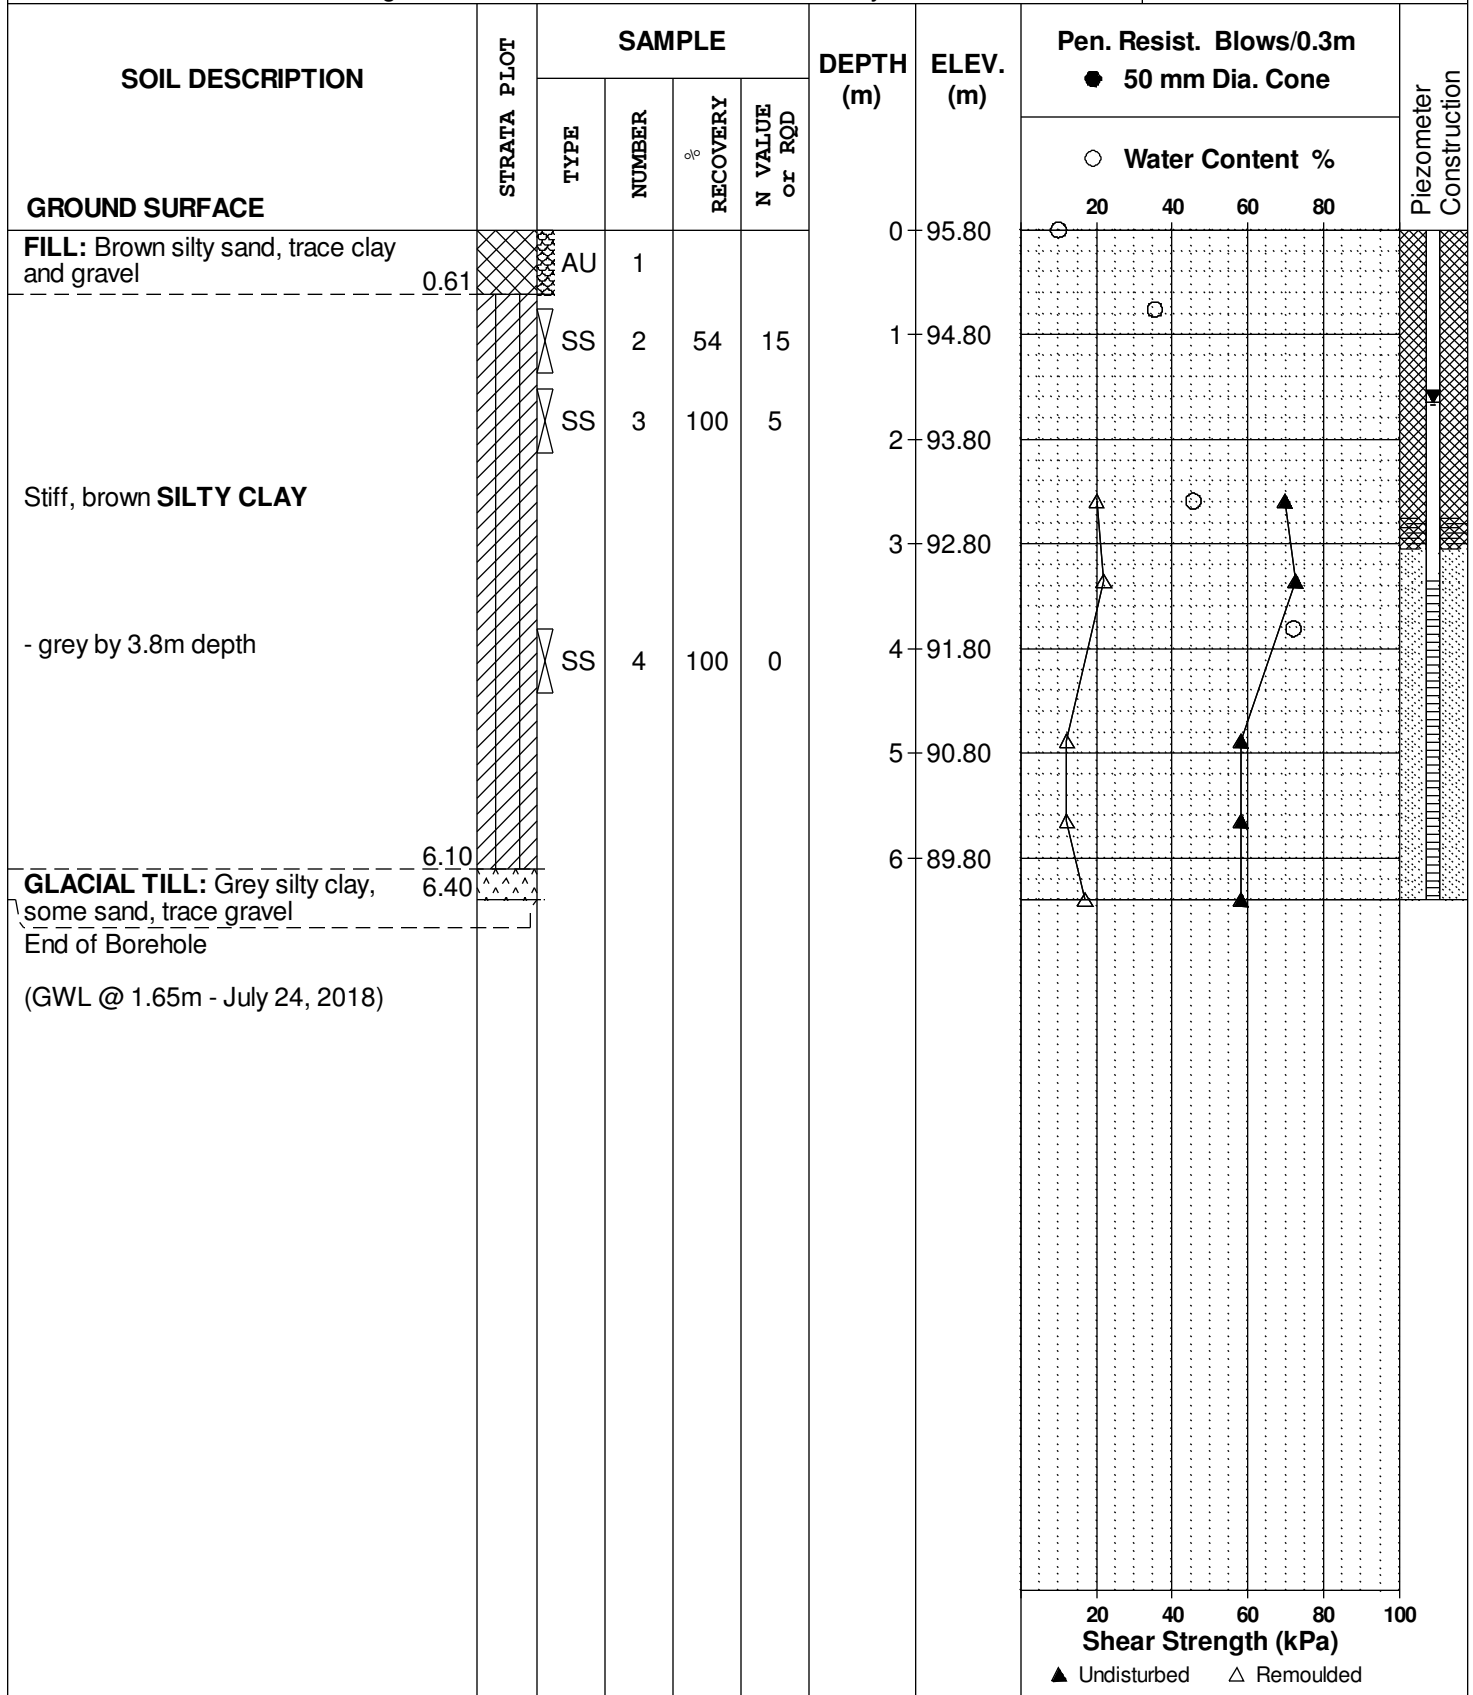 SOIL DESCRIPTION
GROUND SURFACE
STRATA PLOT
SAMPLE
TYPE
NUMBER
%
RECOVERY
N VALUE
or RQD
DEPTH
(m)
ELEV.
(m)
Pen. Resist. Blows/0.3m
● 50 mm Dia. Cone
○ Water Content %
20 40 60 80
Piezometer
Construction
FILL: Brown silty sand, trace clay
and gravel
0.61
AU 1
0 95.80
SS 2 54 15
1 94.80
SS 3 100 5
2 93.80
Stiff, brown SILTY CLAY
3 92.80
- grey by 3.8m depth
SS 4 100 0
4 91.80
5 90.80
6.10
6 89.80
GLACIAL TILL: Grey silty clay,
some sand, trace gravel
6.40
End of Borehole
(GWL @ 1.65m - July 24, 2018)
20 40 60 80 100
Shear Strength (kPa)
▲ Undisturbed △ Remoulded